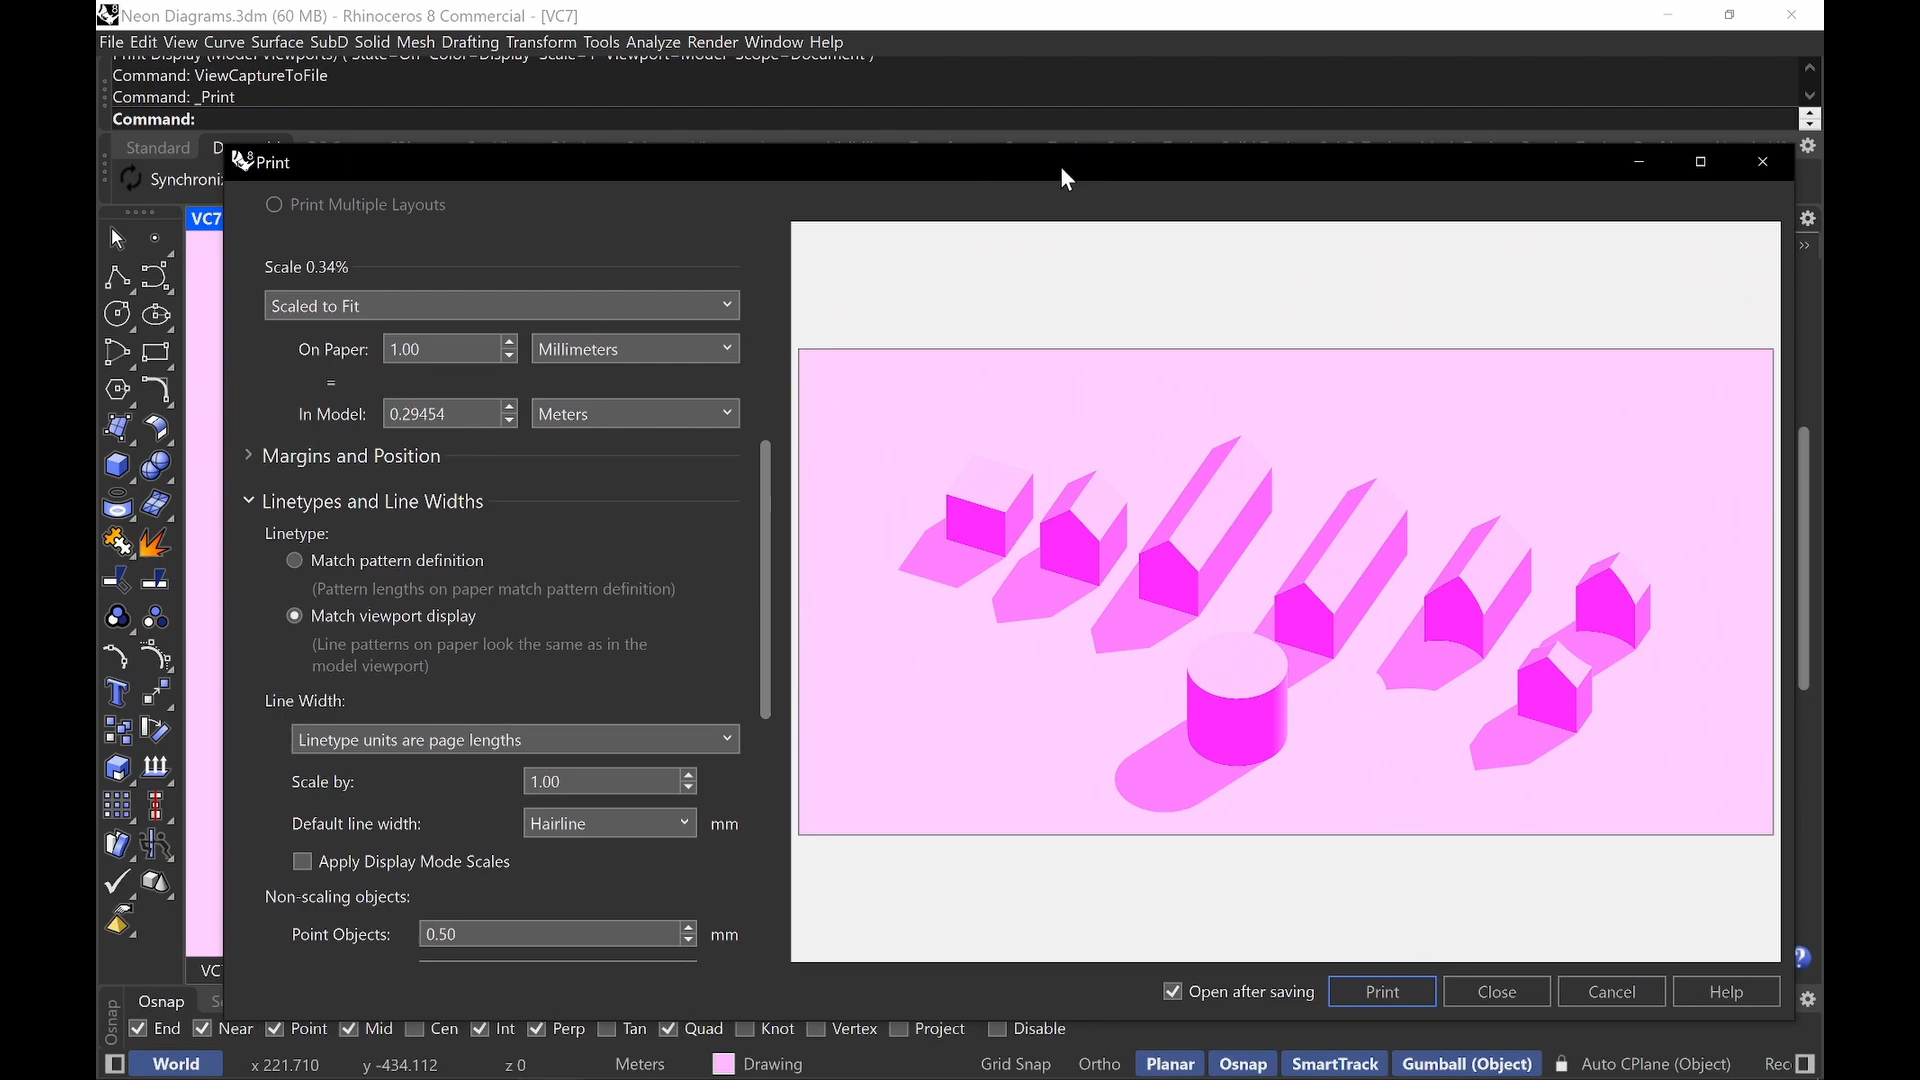 Neon Diagrams.3dm (60 MB) - Rhinoceros 8 Commercial - [VC7]
File Edit View Curve Surface SubD Solid Mesh Drafting Transform Tools Analyze Render Window Help
Command: ViewCaptureToFile
Command: _Print
Command:
Standard
Print
Synchroni
Print Multiple Layouts
VC7
Scale 0.34%
Scaled to Fit
On Paper: 1.00 Millimeters
=
In Model: 0.29454 Meters
Margins and Position
Linetypes and Line Widths
Linetype:
Match pattern definition
(Pattern lengths on paper match pattern definition)
Match viewport display
(Line patterns on paper look the same as in the
model viewport)
Line Width:
Linetype units are page lengths
Scale by: 1.00
Default line width: Hairline mm
Apply Display Mode Scales
Non-scaling objects:
Point Objects: 0.50 mm
VC
Open after saving Print Close Cancel Help
Osnap
Osnap
End Near Point Mid Cen Int Perp Tan Quad Knot Vertex Project Disable
World x 221.710 y -434.112 z 0 Meters Drawing Grid Snap Ortho Planar Osnap SmartTrack Gumball (Object) Auto CPlane (Object) Rec